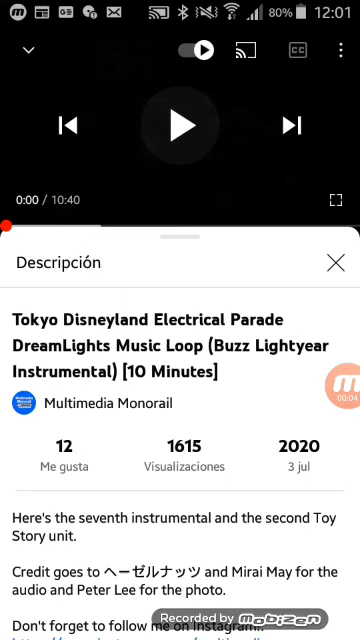 80% 12:01
CC
0:00 / 10:40
Descripción
Tokyo Disneyland Electrical Parade
DreamLights Music Loop (Buzz Lightyear
Instrumental) [10 Minutes]
Multimedia Monorail
12 1615 2020
Me gusta Visualizaciones 3 jul
00:04
Here's the seventh instrumental and the second Toy
Story unit.
Credit goes to ヘーゼルナッツ and Mirai May for the
audio and Peter Lee for the photo.
Don't forget to follow me on Instagram!
Recorded by Mobizen